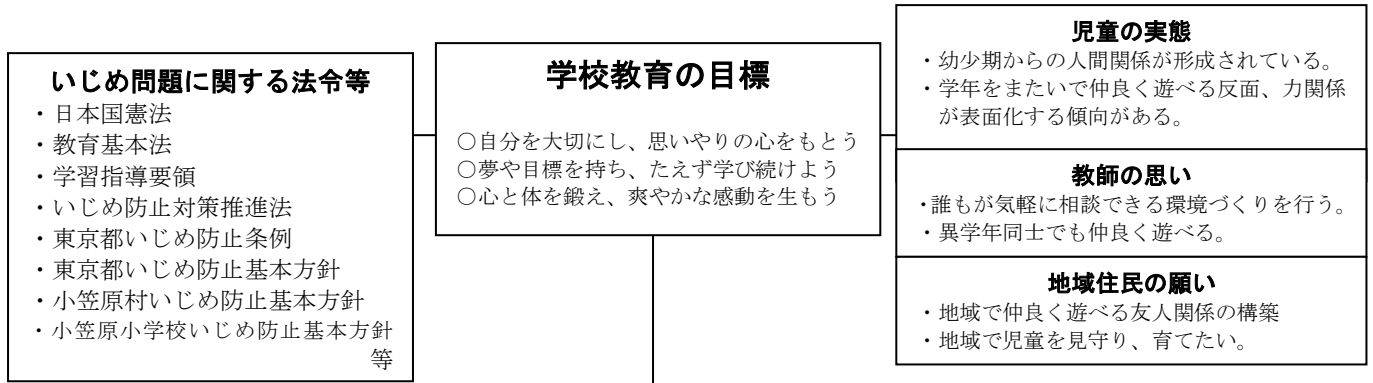 いじめ問題に関する法令等
・日本国憲法
・教育基本法
・学習指導要領
・いじめ防止対策推進法
・東京都いじめ防止条例
・東京都いじめ防止基本方針
・小笠原村いじめ防止基本方針
・小笠原小学校いじめ防止基本方針
等
学校教育の目標
○自分を大切にし、思いやりの心をもとう
○夢や目標を持ち、たえず学び続けよう
○心と体を鍛え、爽やかな感動を生もう
児童の実態
・幼少期からの人間関係が形成されている。
・学年をまたいで仲良く遊べる反面、力関係
が表面化する傾向がある。
教師の思い
・誰もが気軽に相談できる環境づくりを行う。
・異学年同士でも仲良く遊べる。
地域住民の願い
・地域で仲良く遊べる友人関係の構築
・地域で児童を見守り、育てたい。